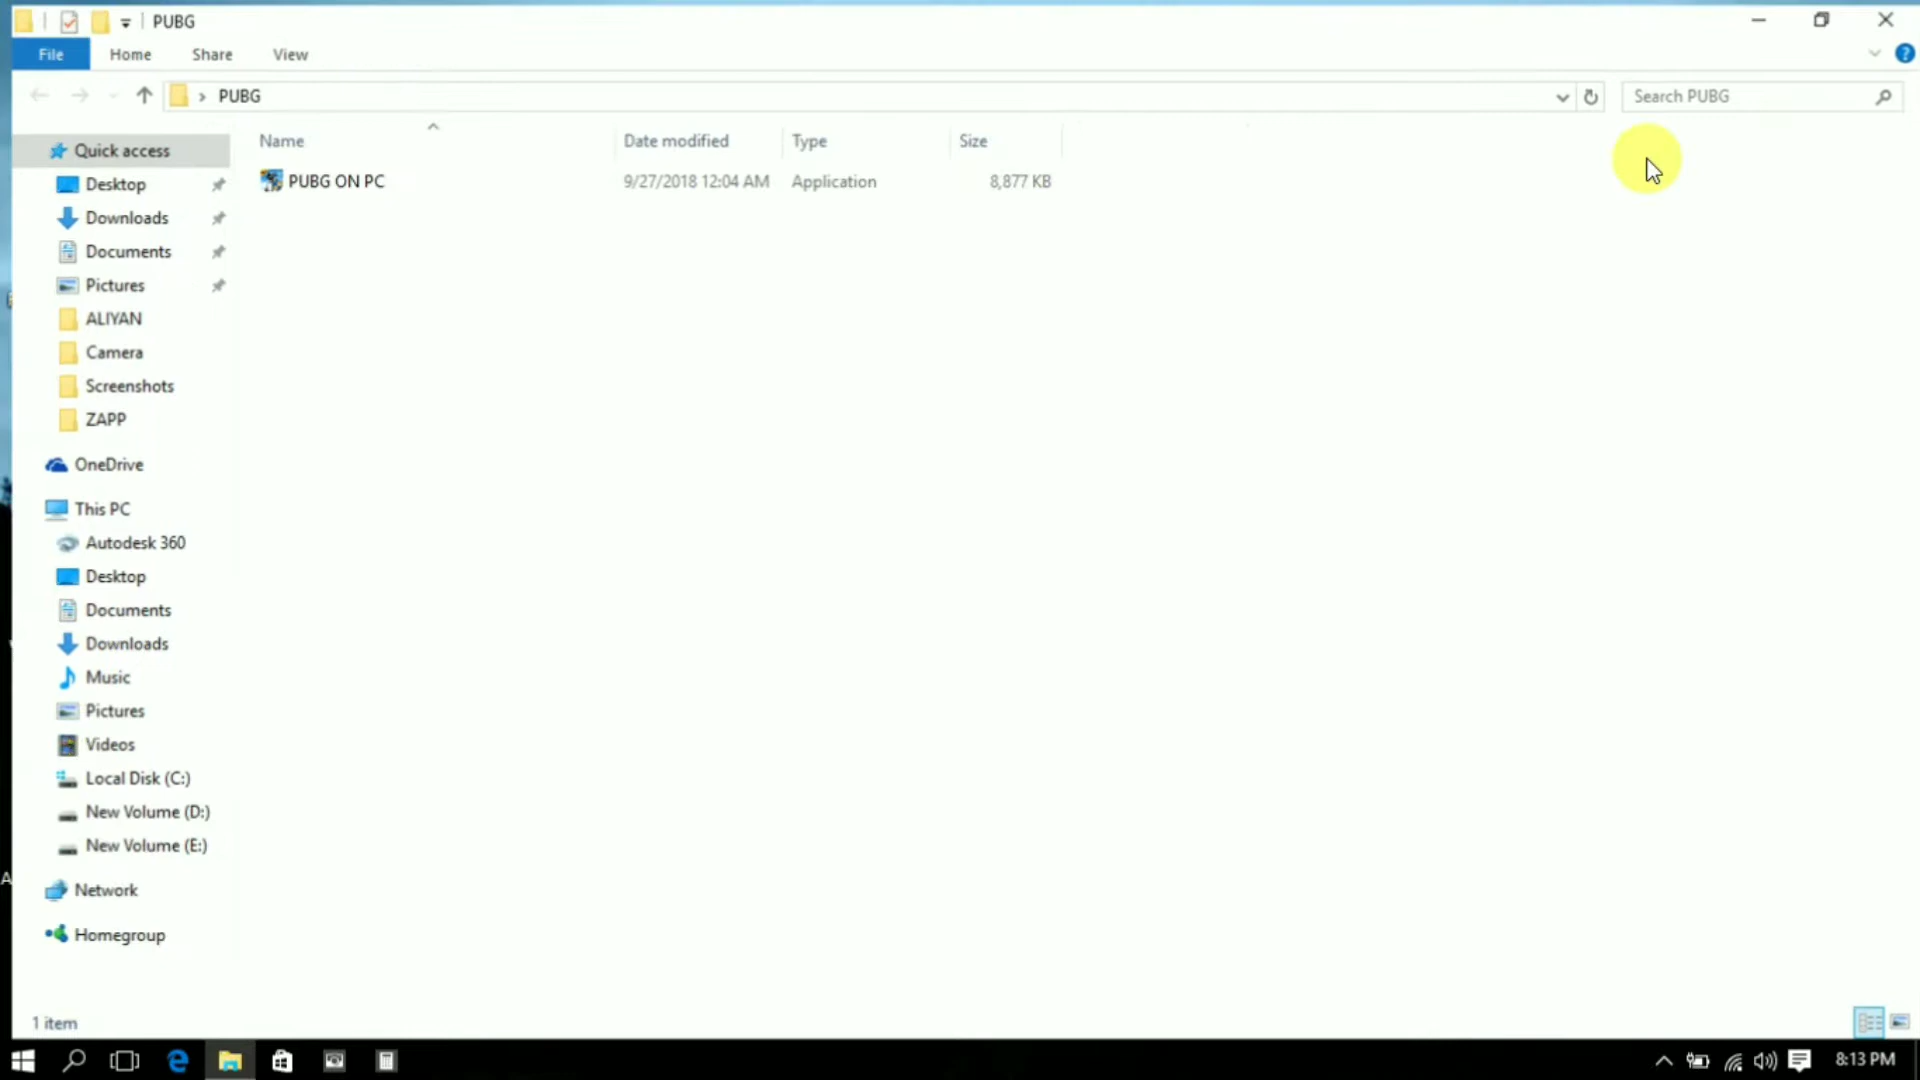 PUBG
File Home Share View
PUBG
Search PUBG
Name Date modified Type Size
PUBG ON PC 9/27/2018 12:04 AM Application 8,877 KB
Quick access
Desktop
Downloads
Documents
Pictures
ALIYAN
Camera
Screenshots
ZAPP
OneDrive
This PC
Autodesk 360
Desktop
Documents
Downloads
Music
Pictures
Videos
Local Disk (C:)
New Volume (D:)
New Volume (E:)
Network
Homegroup
1 item
8:13 PM